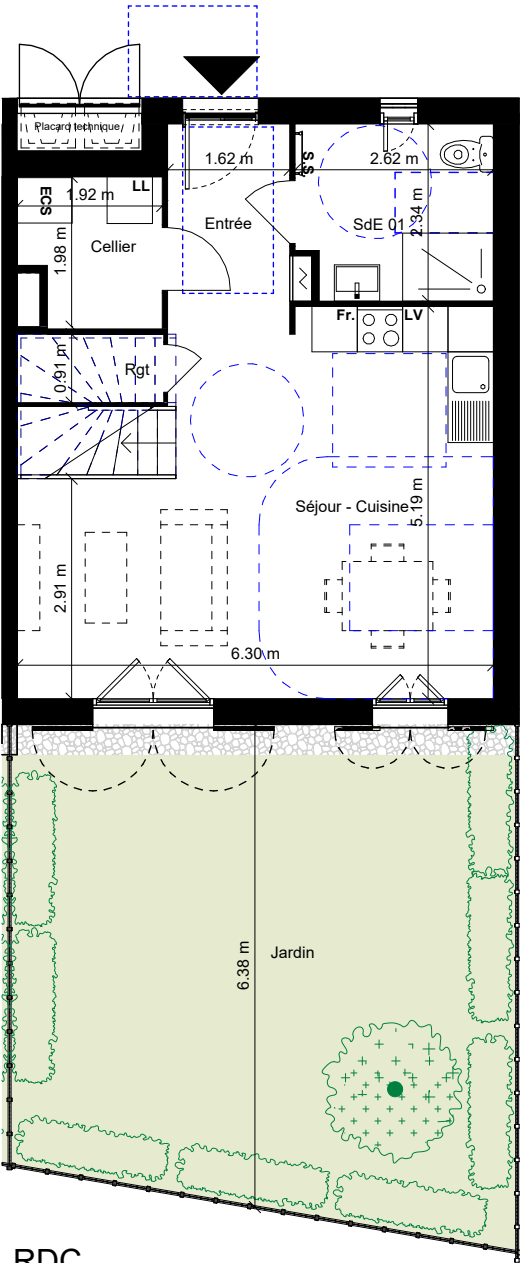 Placard technique
1.62 m
2.62 m
S.S
1.92 m
LL
ECS
Entrée
SdE 01
2.34 m
Cellier
1.98 m
Fr.
LV
0.91 m
Rgt
Séjour - Cuisine
5.19 m
2.91 m
6.30 m
Jardin
6.38 m
RDC